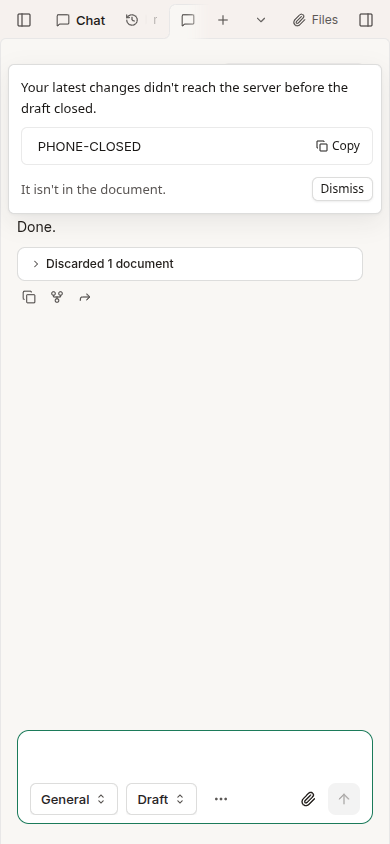 Chat
Files
Your latest changes didn't reach the server before the
draft closed.
PHONE-CLOSED
Copy
It isn't in the document.
Dismiss
Done.
Discarded 1 document
General
Draft